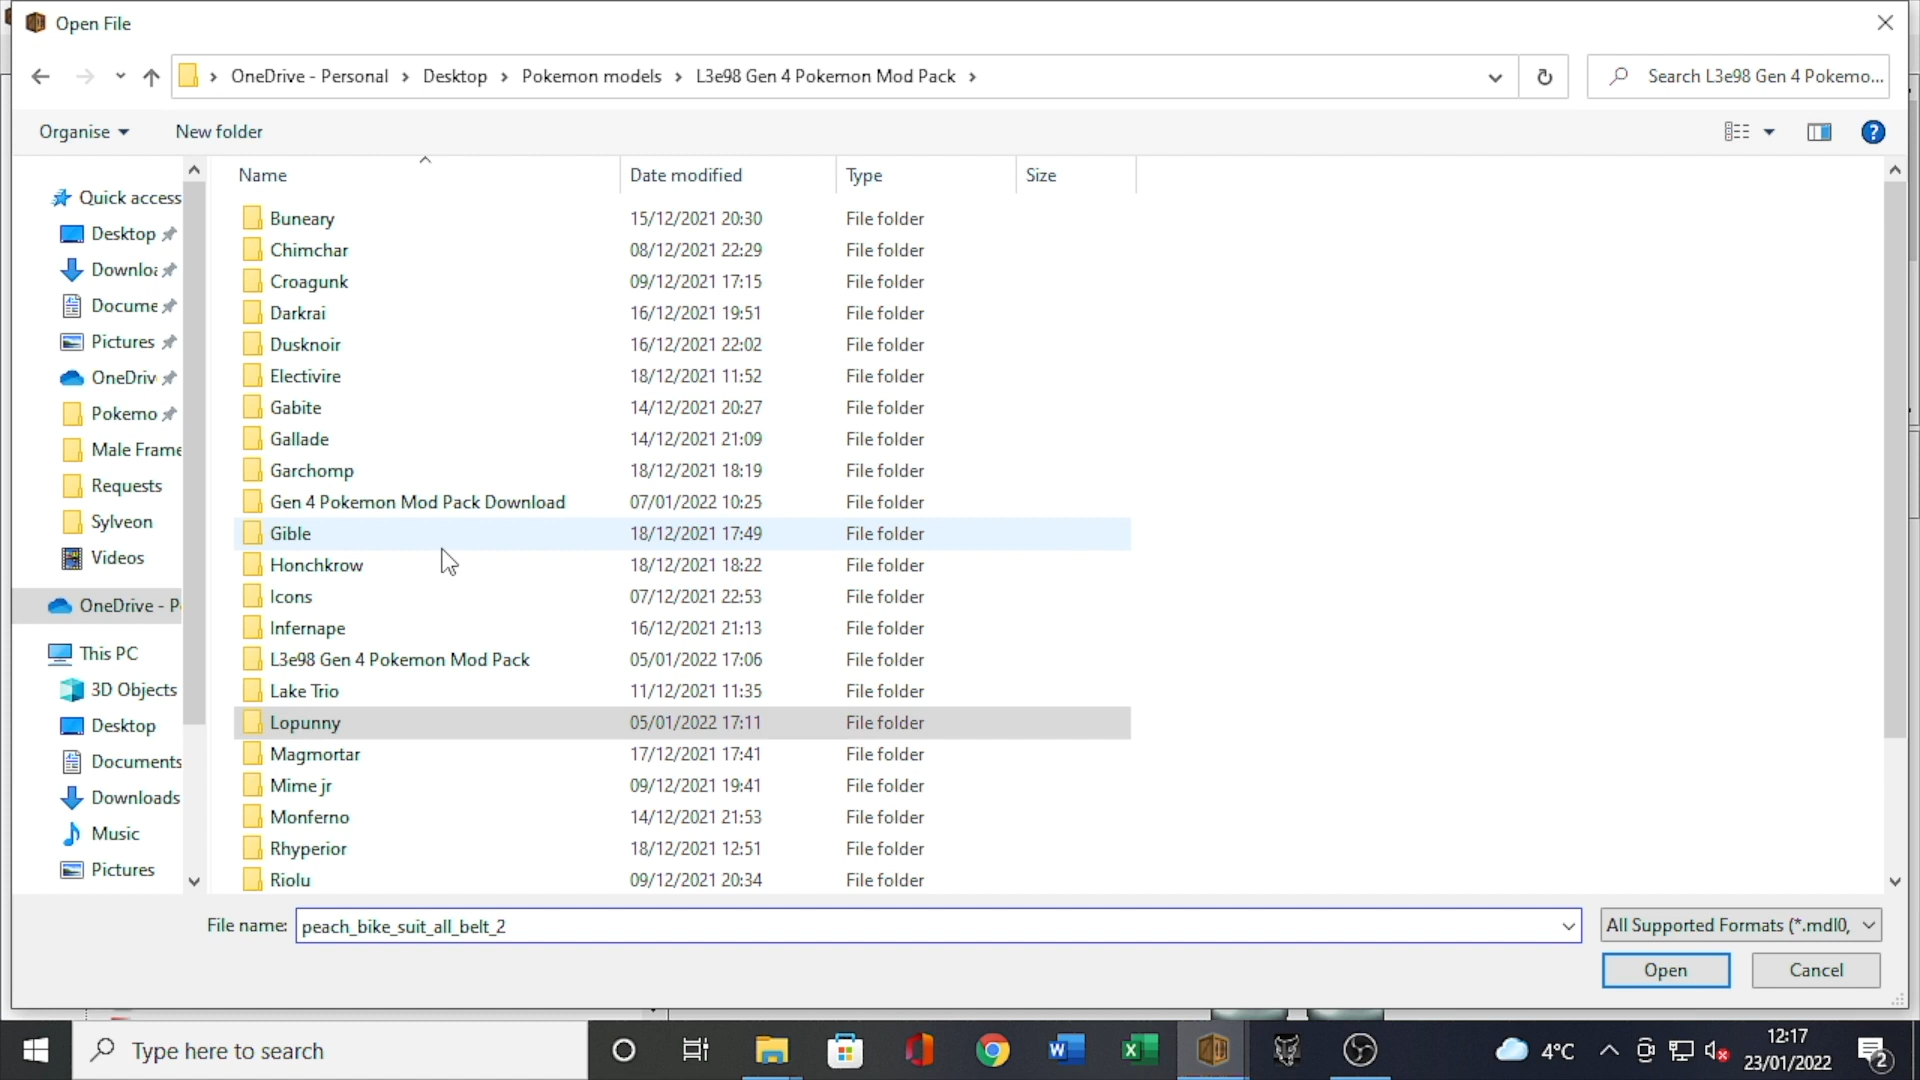 Open File
OneDrive - Personal > Desktop > Pokemon models > L3e98 Gen 4 Pokemon Mod Pack >
Search L3e98 Gen 4 Pokemo...
Organise
New folder
Quick access
Desktop
Downloa
Docume
Pictures
OneDriv
Pokemo
Male Frame
Requests
Sylveon
Videos
OneDrive - P
This PC
3D Objects
Desktop
Documents
Downloads
Music
Pictures
Name Date modified Type Size
Buneary 15/12/2021 20:30 File folder
Chimchar 08/12/2021 22:29 File folder
Croagunk 09/12/2021 17:15 File folder
Darkrai 16/12/2021 19:51 File folder
Dusknoir 16/12/2021 22:02 File folder
Electivire 18/12/2021 11:52 File folder
Gabite 14/12/2021 20:27 File folder
Gallade 14/12/2021 21:09 File folder
Garchomp 18/12/2021 18:19 File folder
Gen 4 Pokemon Mod Pack Download 07/01/2022 10:25 File folder
Gible 18/12/2021 17:49 File folder
Honchkrow 18/12/2021 18:22 File folder
Icons 07/12/2021 22:53 File folder
Infernape 16/12/2021 21:13 File folder
L3e98 Gen 4 Pokemon Mod Pack 05/01/2022 17:06 File folder
Lake Trio 11/12/2021 11:35 File folder
Lopunny 05/01/2022 17:11 File folder
Magmortar 17/12/2021 17:41 File folder
Mime jr 09/12/2021 19:41 File folder
Monferno 14/12/2021 21:53 File folder
Rhyperior 18/12/2021 12:51 File folder
Riolu 09/12/2021 20:34 File folder
File name: peach_bike_suit_all_belt_2
All Supported Formats (*.mdl0,
Open
Cancel
Type here to search
4°C
12:17
23/01/2022
2